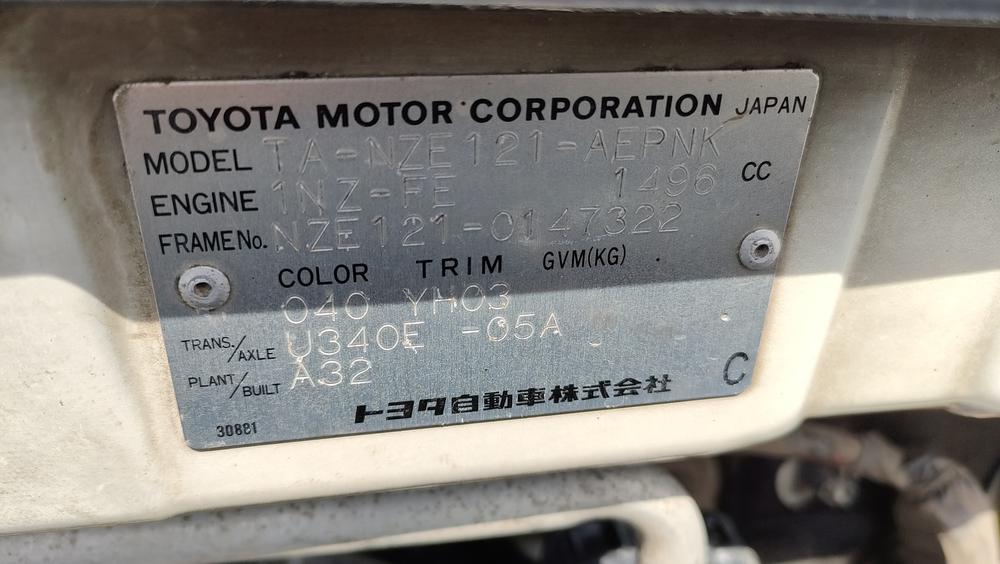 TOYOTA MOTOR CORPORATION JAPAN
MODEL TA-NZE121-AEPNK
ENGINE 1NZ-FE 1496 CC
FRAME No. NZE121-0147322
COLOR TRIM GVM(KG)
040 YH03
TRANS./AXLE U340E -05A
PLANT/BUILT A32
トヨタ自動車株式会社 C
30881